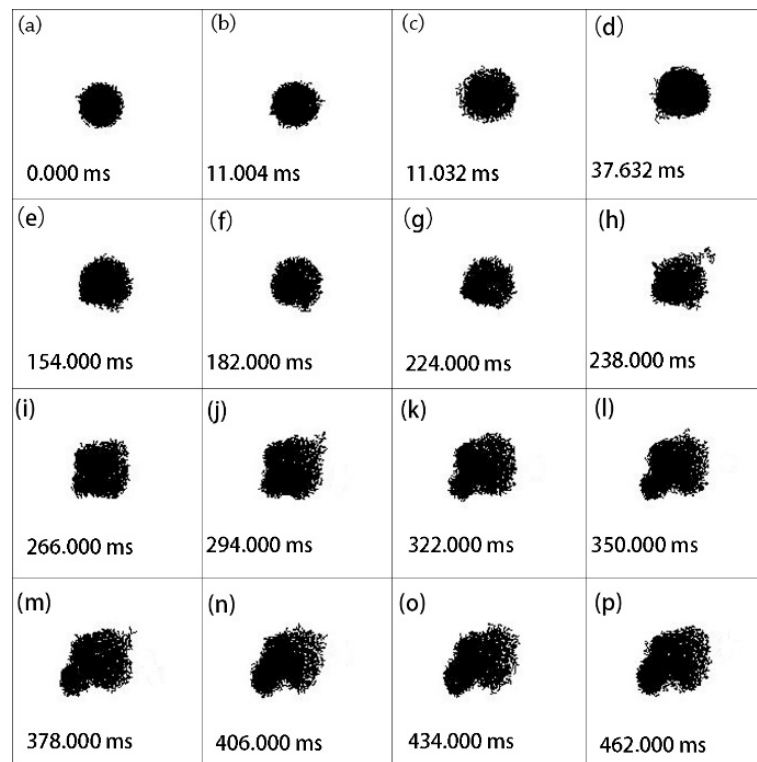 (a)
0.000 ms
(b)
11.004 ms
(c)
11.032 ms
(d)
37.632 ms
(e)
154.000 ms
(f)
182.000 ms
(g)
224.000 ms
(h)
238.000 ms
(i)
266.000 ms
(j)
294.000 ms
(k)
322.000 ms
(l)
350.000 ms
(m)
378.000 ms
(n)
406.000 ms
(o)
434.000 ms
(p)
462.000 ms